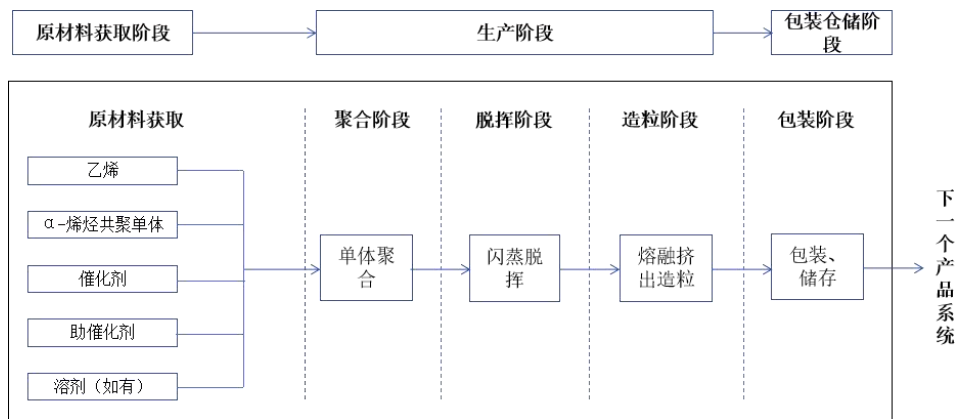 原材料获取阶段
生产阶段
包装仓储阶
段
原材料获取
聚合阶段
脱挥阶段
造粒阶段
包装阶段
乙烯
α-烯烃共聚单体
催化剂
助催化剂
溶剂（如有）
单体聚
合
闪蒸脱
挥
熔融挤
出造粒
包装、
储存
下一个产品系统